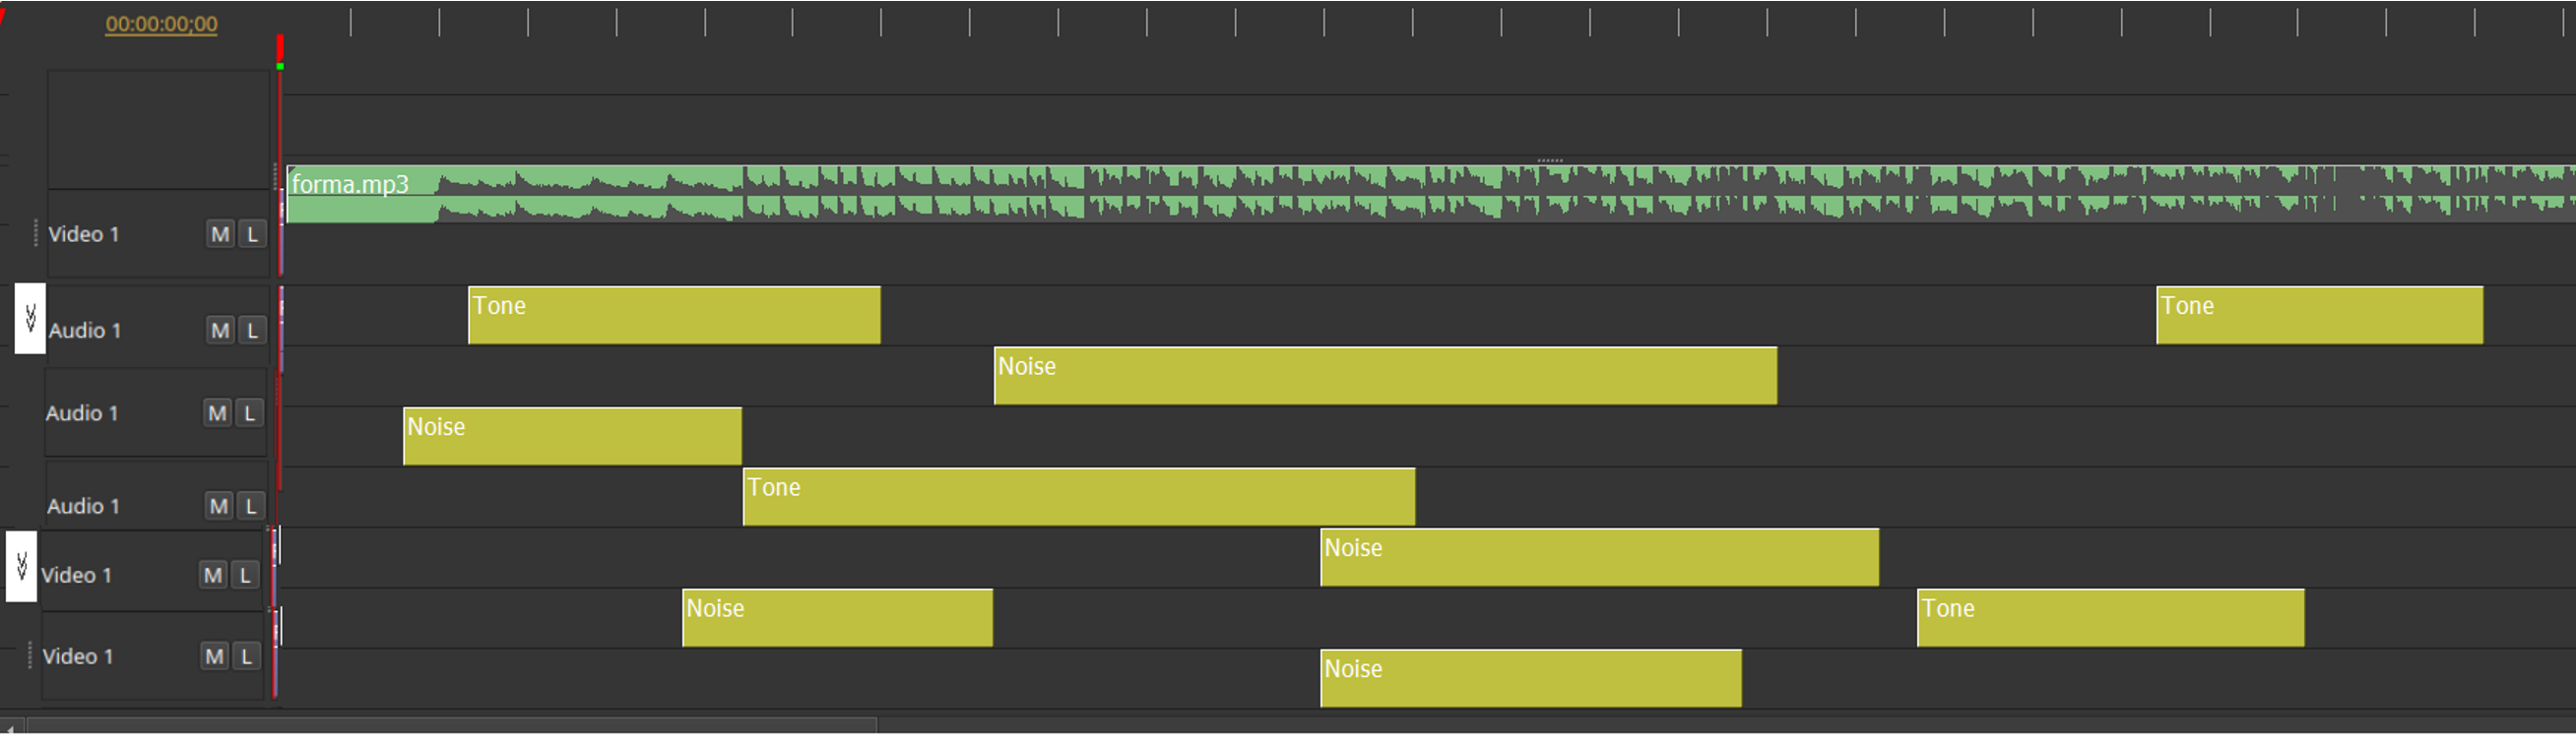 00:00:00;00
forma.mp3
Video 1 M L
Tone Tone
Audio 1 M L
Noise
Audio 1 M L
Noise
Tone
Audio 1 M L
Noise
Video 1 M L
Noise Tone
Video 1 M L
Noise